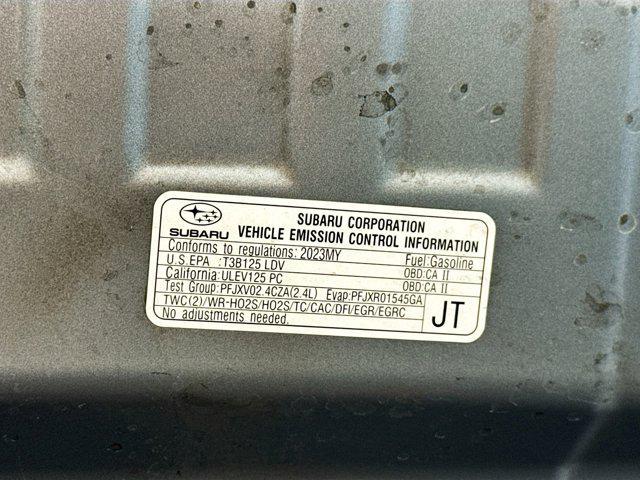 SUBARU
SUBARU CORPORATION
VEHICLE EMISSION CONTROL INFORMATION
Conforms to regulations: 2023MY Fuel:Gasoline
U.S.EPA :T3B125 LDV OBD:CA II
California:ULEV125 PC OBD:CA II
Test Group:PFJXV02.4CZA(2.4L) Evap:PFJXR01545GA
TWC(2)/WR-HO2S/HO2S/TC/CAC/DFI/EGR/EGRC
No adjustments needed.
JT